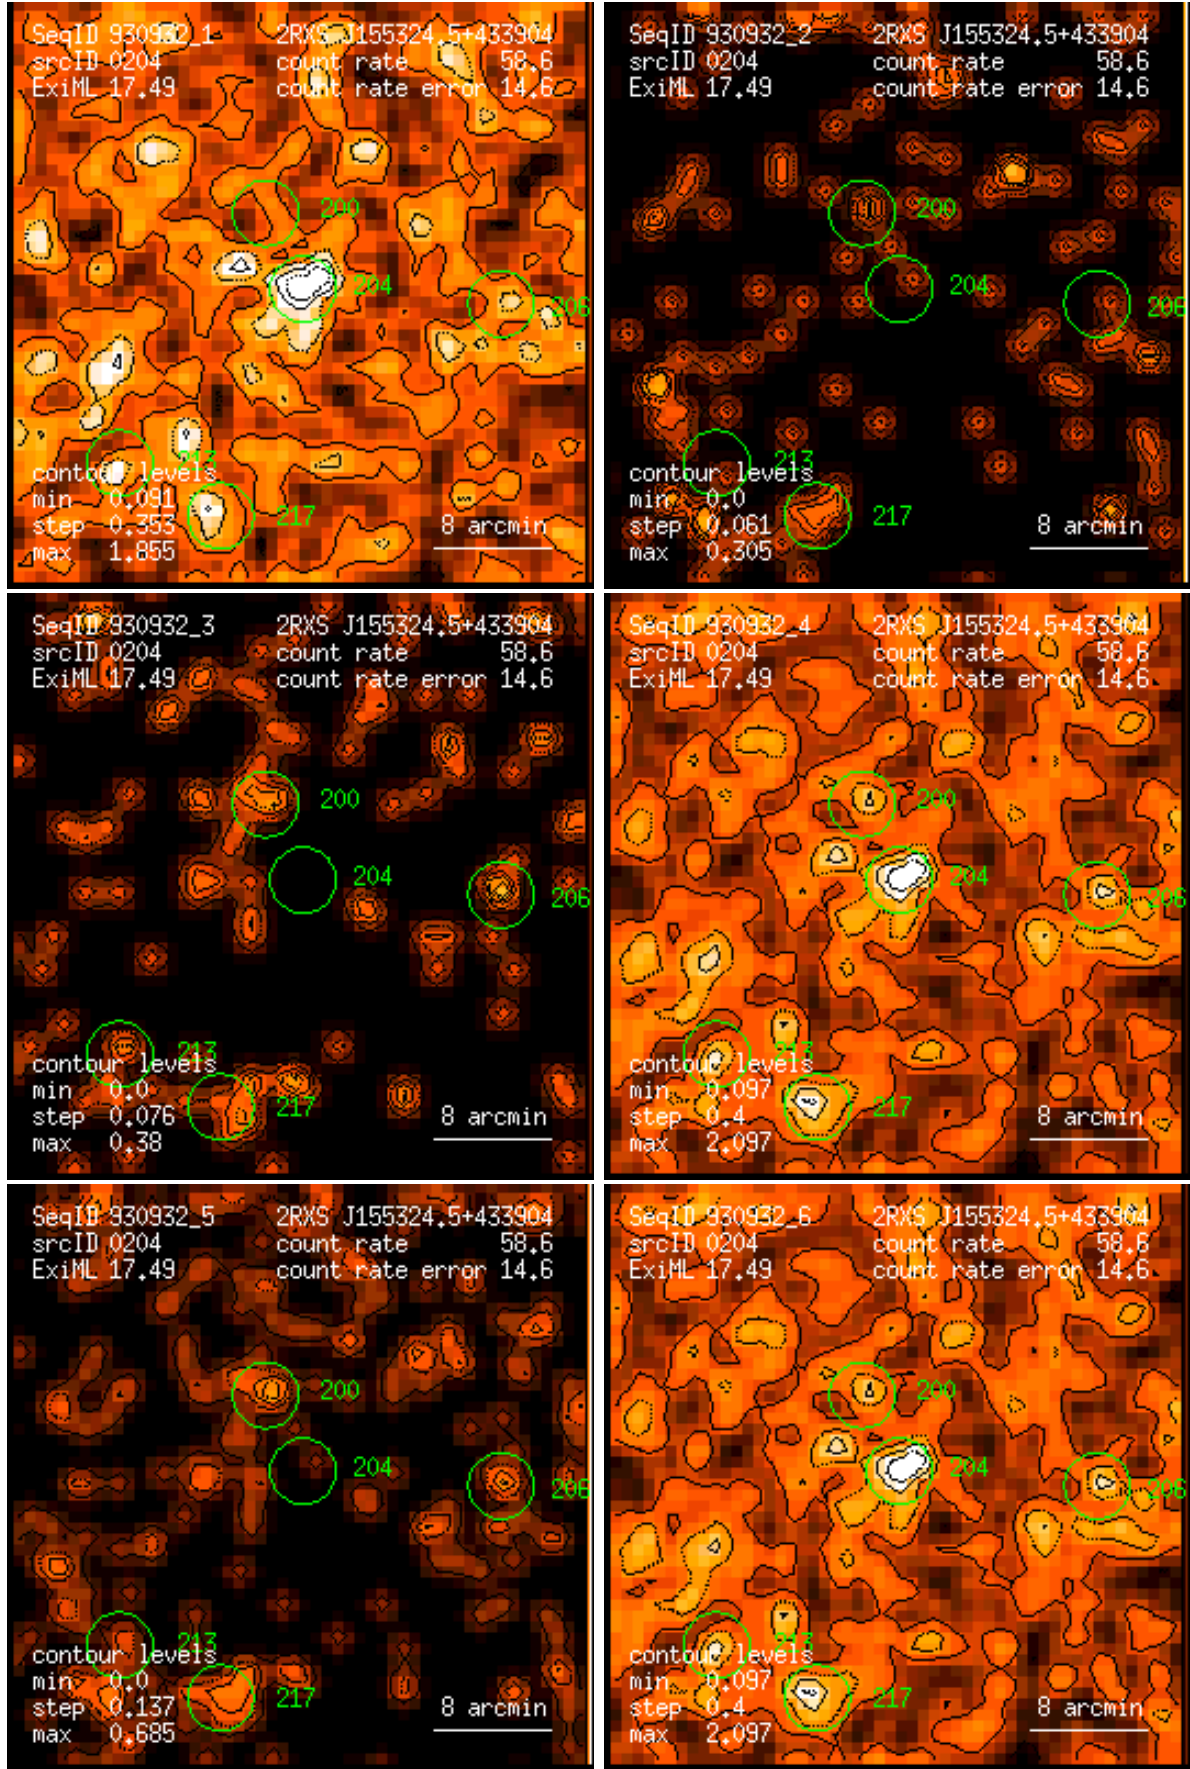 SeqID 930932_1 2RXS J155324.5+433904
srcID 0204 count rate 58.6
ExiML 17.49 count rate error 14.6
200
204
206
213
contour levels
min 0.091
step 0.353 217 8 arcmin
max 1.855
SeqID 930932_2 2RXS J155324.5+433904
srcID 0204 count rate 58.6
ExiML 17.49 count rate error 14.6
200
204
206
213
contour levels
min 0.0
step 0.061 217 8 arcmin
max 0.305
SeqID 930932_3 2RXS J155324.5+433904
srcID 0204 count rate 58.6
ExiML 17.49 count rate error 14.6
200
204
206
213
contour levels
min 0.0
step 0.076 217 8 arcmin
max 0.38
SeqID 930932_4 2RXS J155324.5+433904
srcID 0204 count rate 58.6
ExiML 17.49 count rate error 14.6
200
204
206
213
contour levels
min 0.097
step 0.4 217 8 arcmin
max 2.097
SeqID 930932_5 2RXS J155324.5+433904
srcID 0204 count rate 58.6
ExiML 17.49 count rate error 14.6
200
204
206
213
contour levels
min 0.0
step 0.137 217 8 arcmin
max 0.685
SeqID 930932_6 2RXS J155324.5+433904
srcID 0204 count rate 58.6
ExiML 17.49 count rate error 14.6
200
204
206
213
contour levels
min 0.097
step 0.4 217 8 arcmin
max 2.097